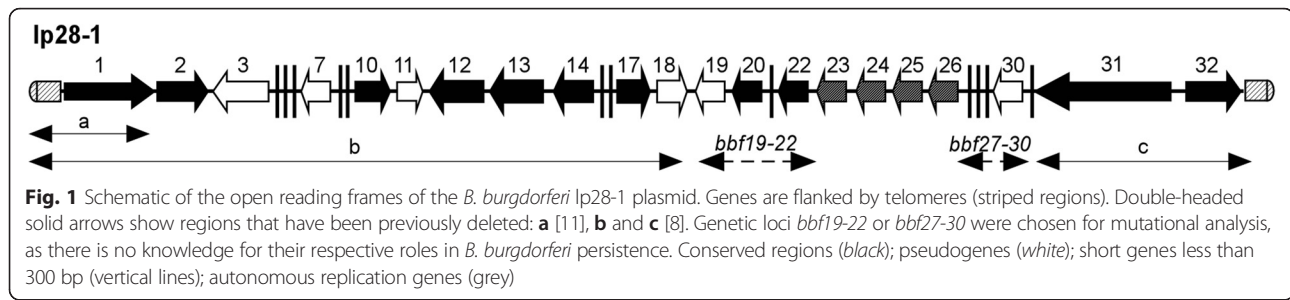 lp28-1
1 2 3 7 10 11 12 13 14 17 18 19 20 22 23 24 25 26 30 31 32
a
b
bbf19-22
bbf27-30
c
Fig. 1 Schematic of the open reading frames of the B. burgdorferi lp28-1 plasmid. Genes are flanked by telomeres (striped regions). Double-headed
solid arrows show regions that have been previously deleted: a [11], b and c [8]. Genetic loci bbf19-22 or bbf27-30 were chosen for mutational analysis,
as there is no knowledge for their respective roles in B. burgdorferi persistence. Conserved regions (black); pseudogenes (white); short genes less than
300 bp (vertical lines); autonomous replication genes (grey)